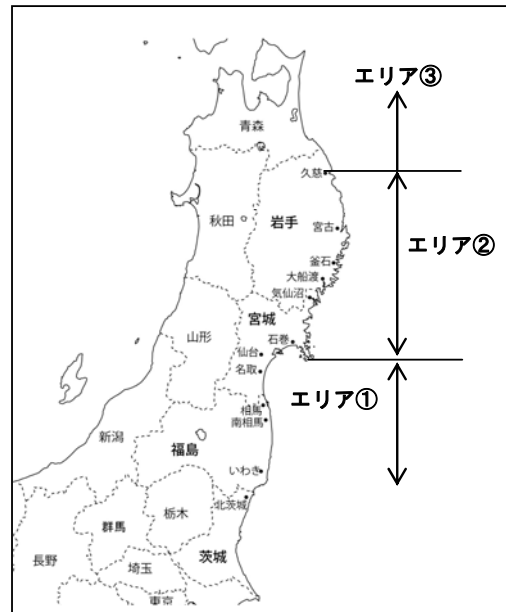 エリア③
青森
久慈
秋田
岩手
宮古
エリア②
釜石
大船渡
気仙沼
宮城
山形
石巻
仙台
名取
エリア①
相馬
南相馬
新潟
福島
いわき
北茨城
栃木
群馬
茨城
長野
埼玉
東京